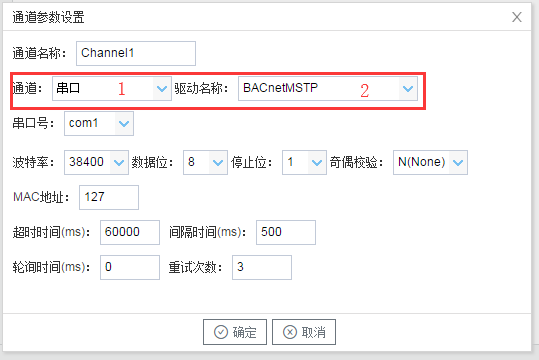 通道参数设置
通道名称： Channel1
通道： 串口 1 驱动名称： BACnetMSTP 2
串口号： com1
波特率： 38400 数据位： 8 停止位： 1 奇偶校验： N(None)
MAC地址： 127
超时时间(ms)： 60000 间隔时间(ms)： 500
轮询时间(ms)： 0 重试次数： 3
确定 取消